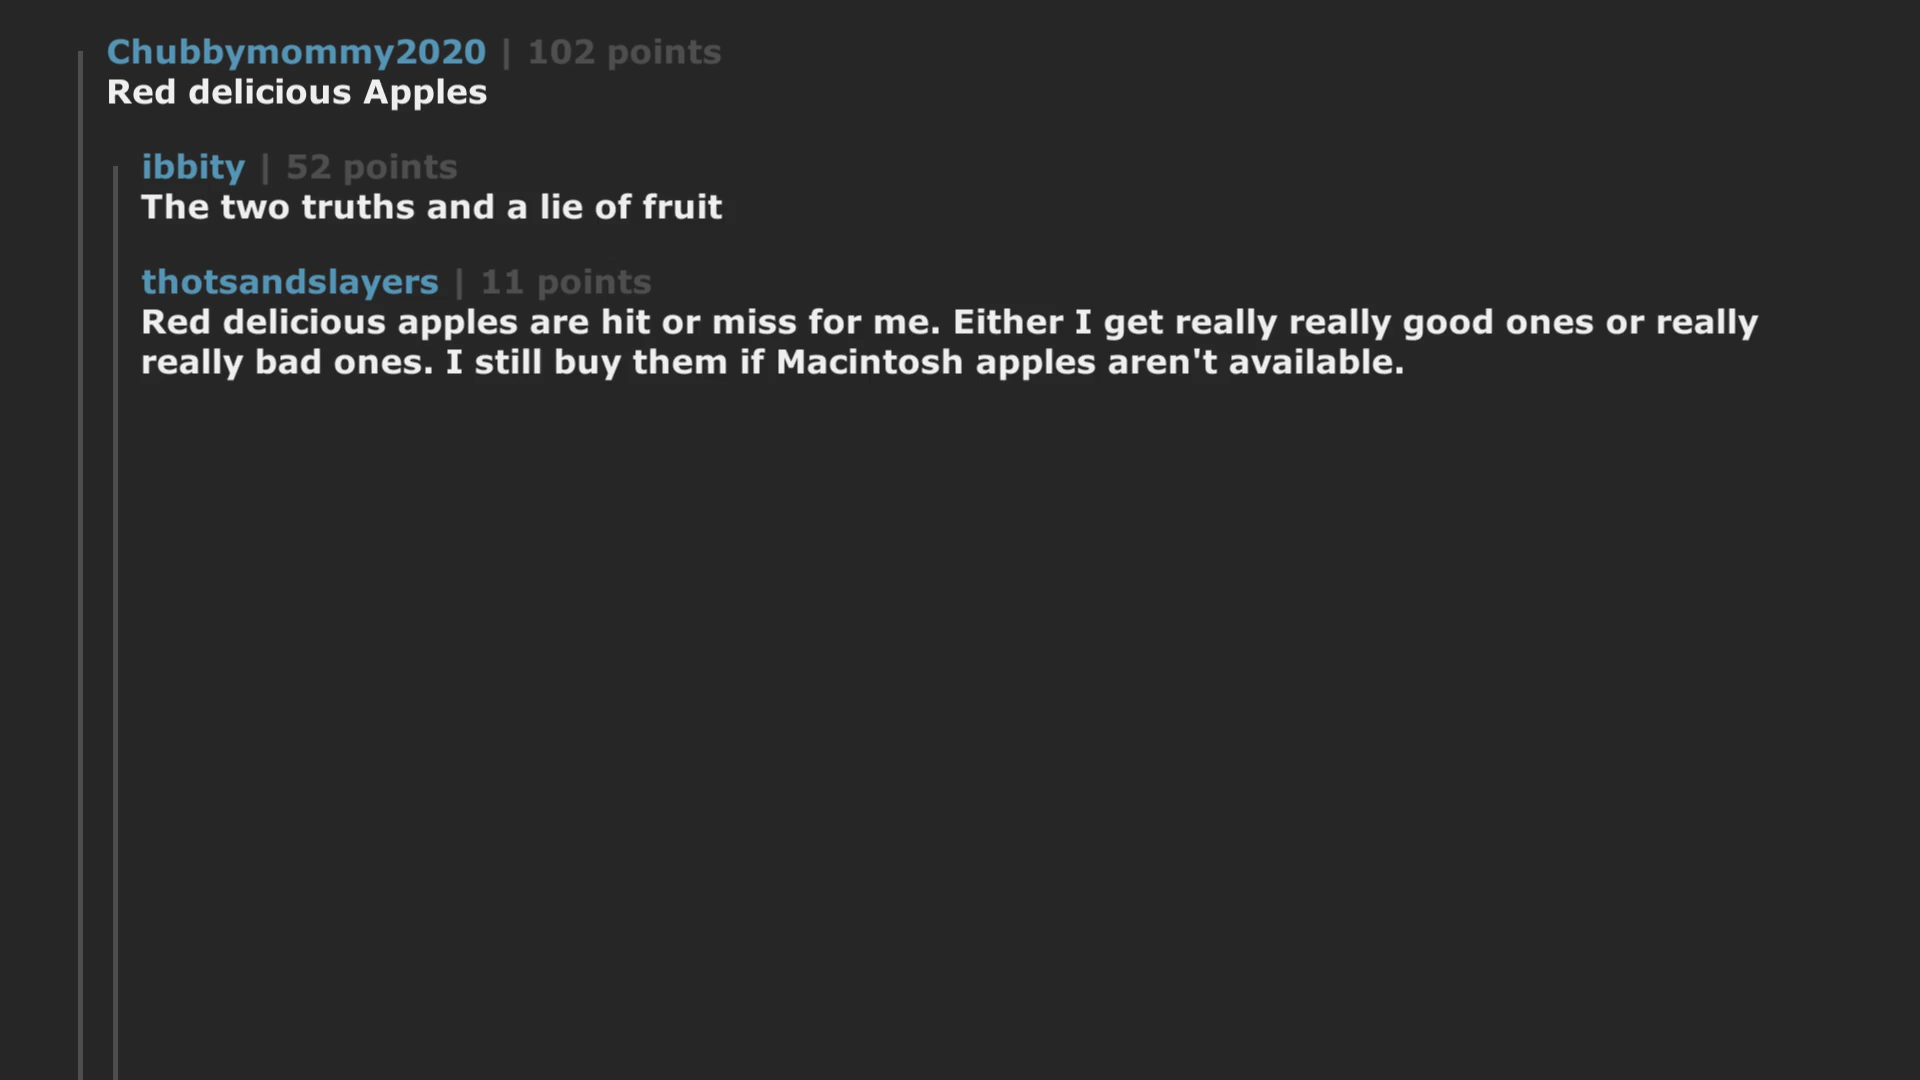 Chubbymommy2020 | 102 points
Red delicious Apples
ibbity | 52 points
The two truths and a lie of fruit
thotsandslayers | 11 points
Red delicious apples are hit or miss for me. Either I get really really good ones or really
really bad ones. I still buy them if Macintosh apples aren't available.